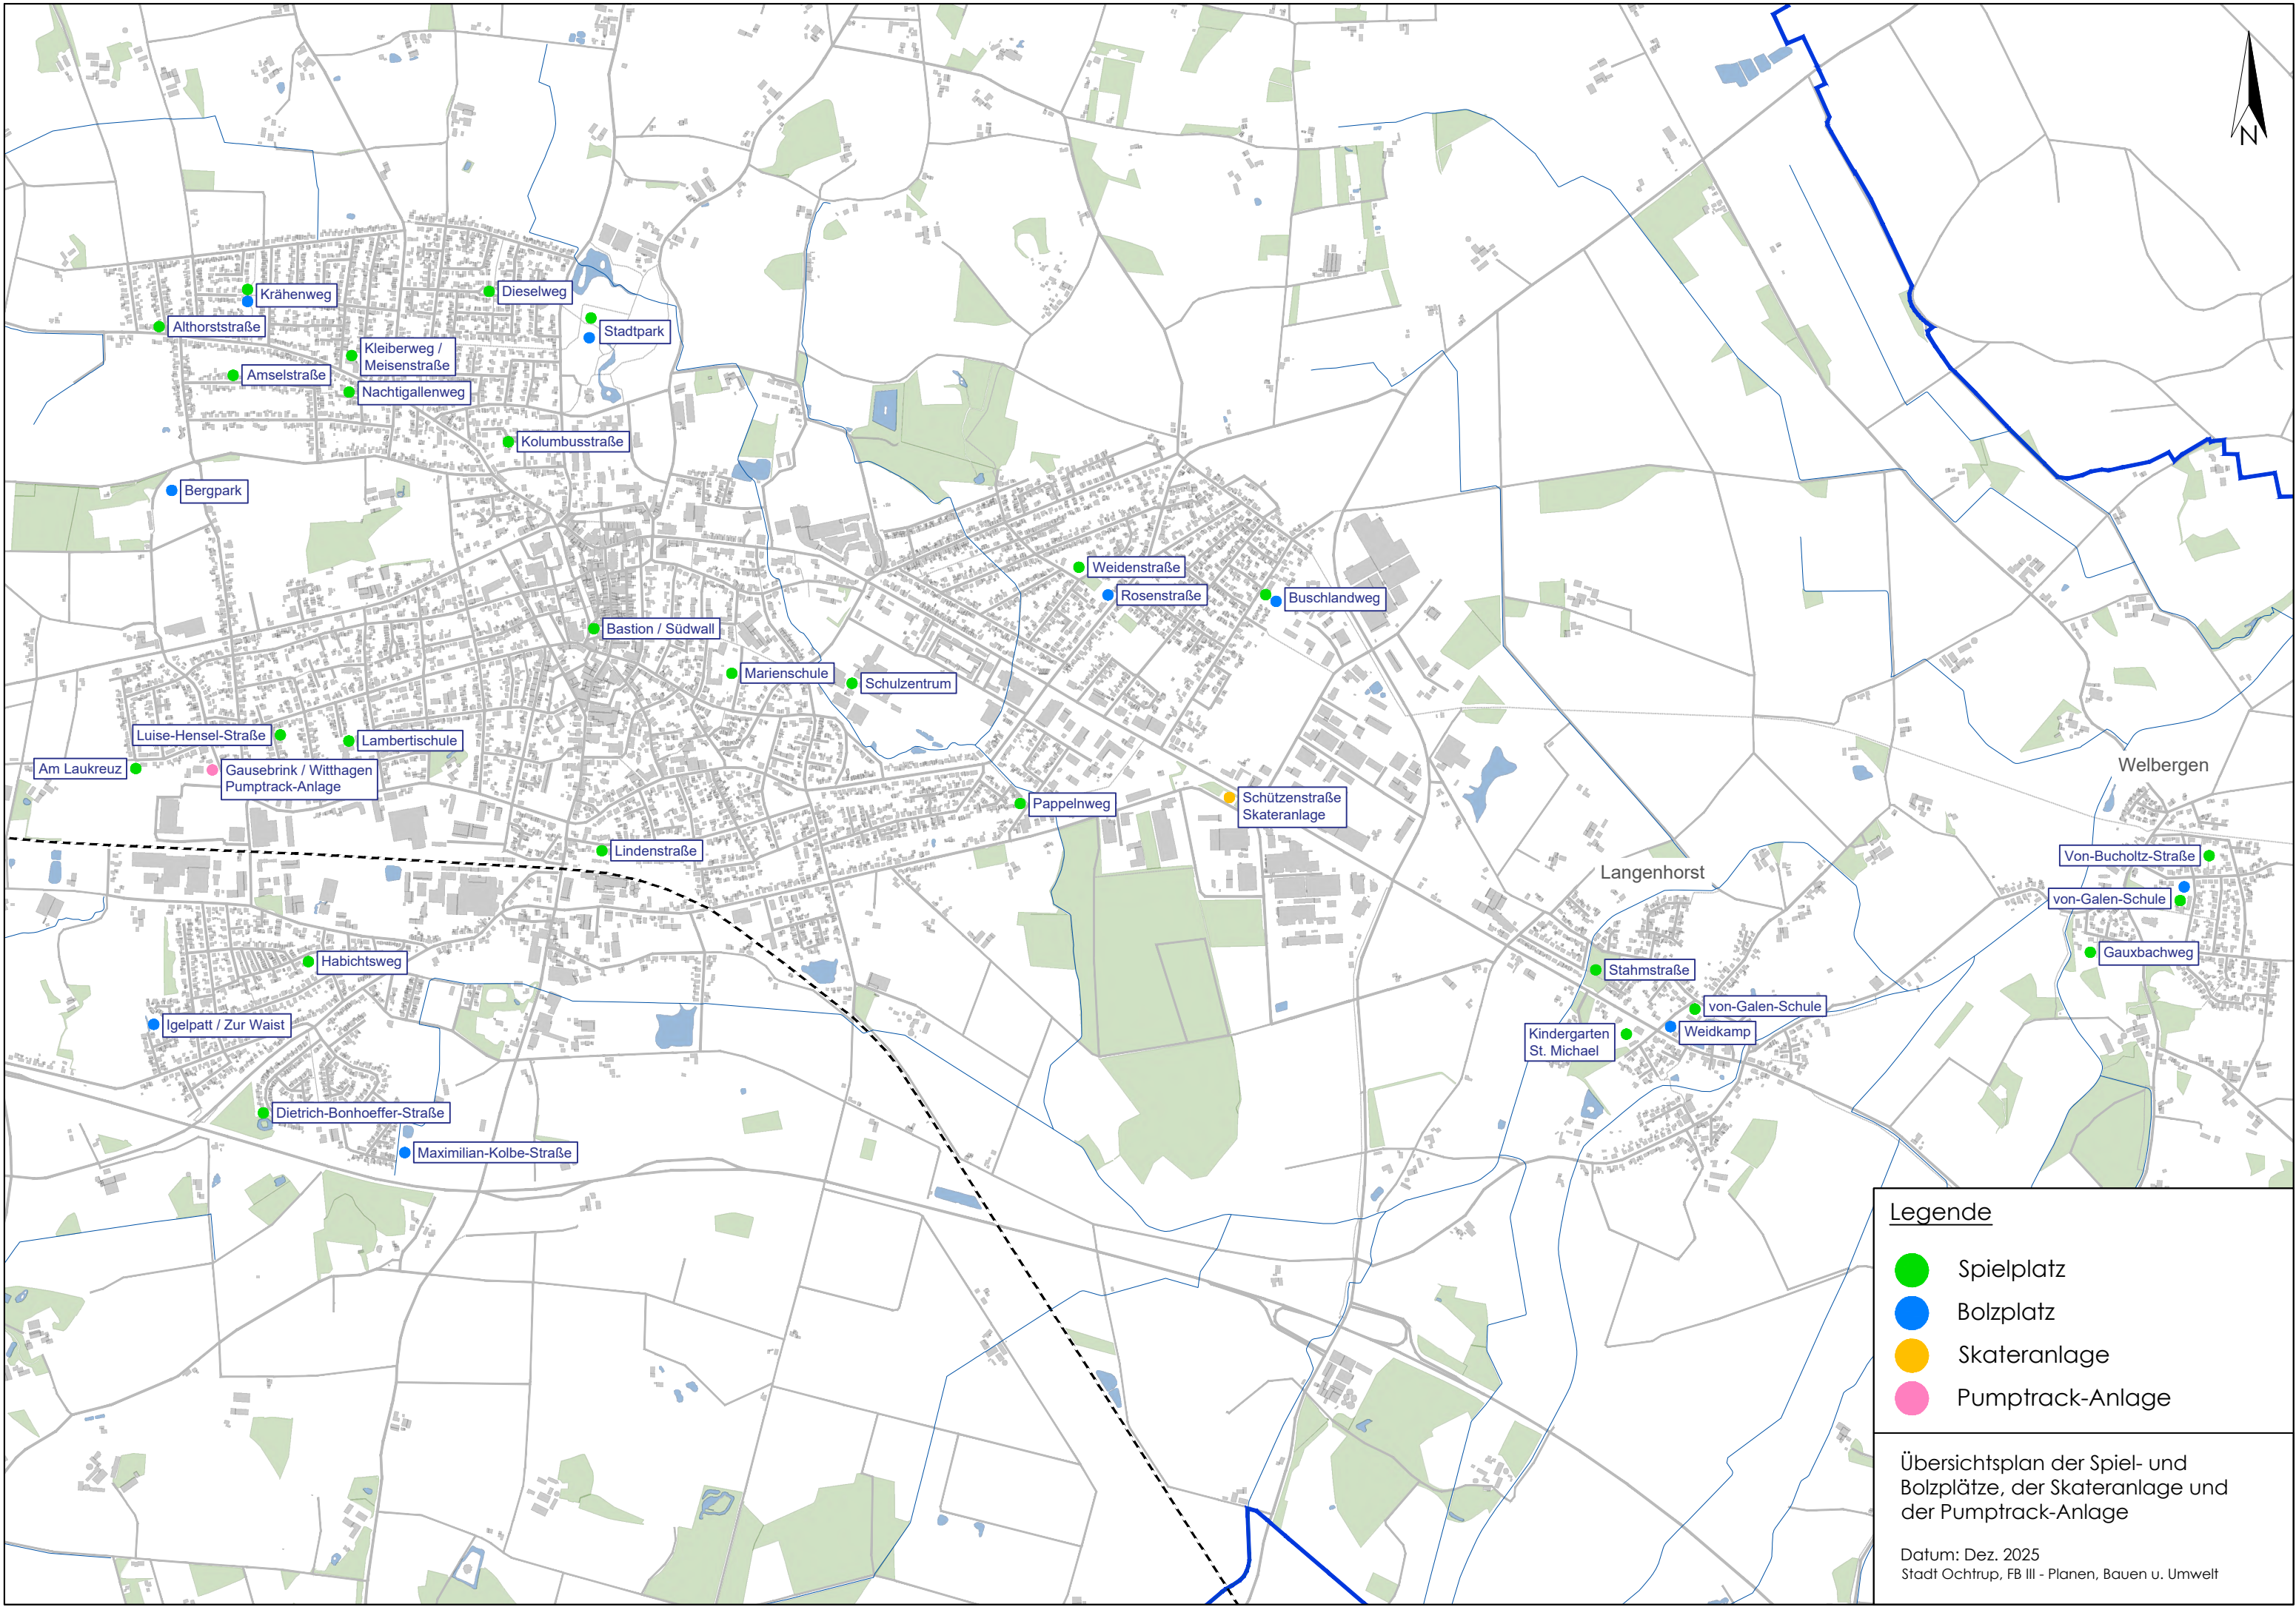 N
Krähenweg
Dieselweg
Althorststraße
Stadtpark
Kleiberweg /
Meisenstraße
Amselstraße
Nachtigallenweg
Kolumbusstraße
Bergpark
Weidenstraße
Rosenstraße
Buschlandweg
Bastion / Südwall
Marienschule
Schulzentrum
Luise-Hensel-Straße
Lambertischule
Am Laukreuz
Gausebrink / Witthagen
Pumptrack-Anlage
Welbergen
Pappelnweg
Schützenstraße
Skateranlage
Lindenstraße
Langenhorst
Von-Bucholtz-Straße
von-Galen-Schule
Gauxbachweg
Habichtsweg
Stahmstraße
von-Galen-Schule
Igelpatt / Zur Waist
Weidkamp
Kindergarten
St. Michael
Dietrich-Bonhoeffer-Straße
Maximilian-Kolbe-Straße
Legende
Spielplatz
Bolzplatz
Skateranlage
Pumptrack-Anlage
Übersichtsplan der Spiel- und
Bolzplätze, der Skateranlage und
der Pumptrack-Anlage
Datum: Dez. 2025
Stadt Ochtrup, FB III - Planen, Bauen u. Umwelt